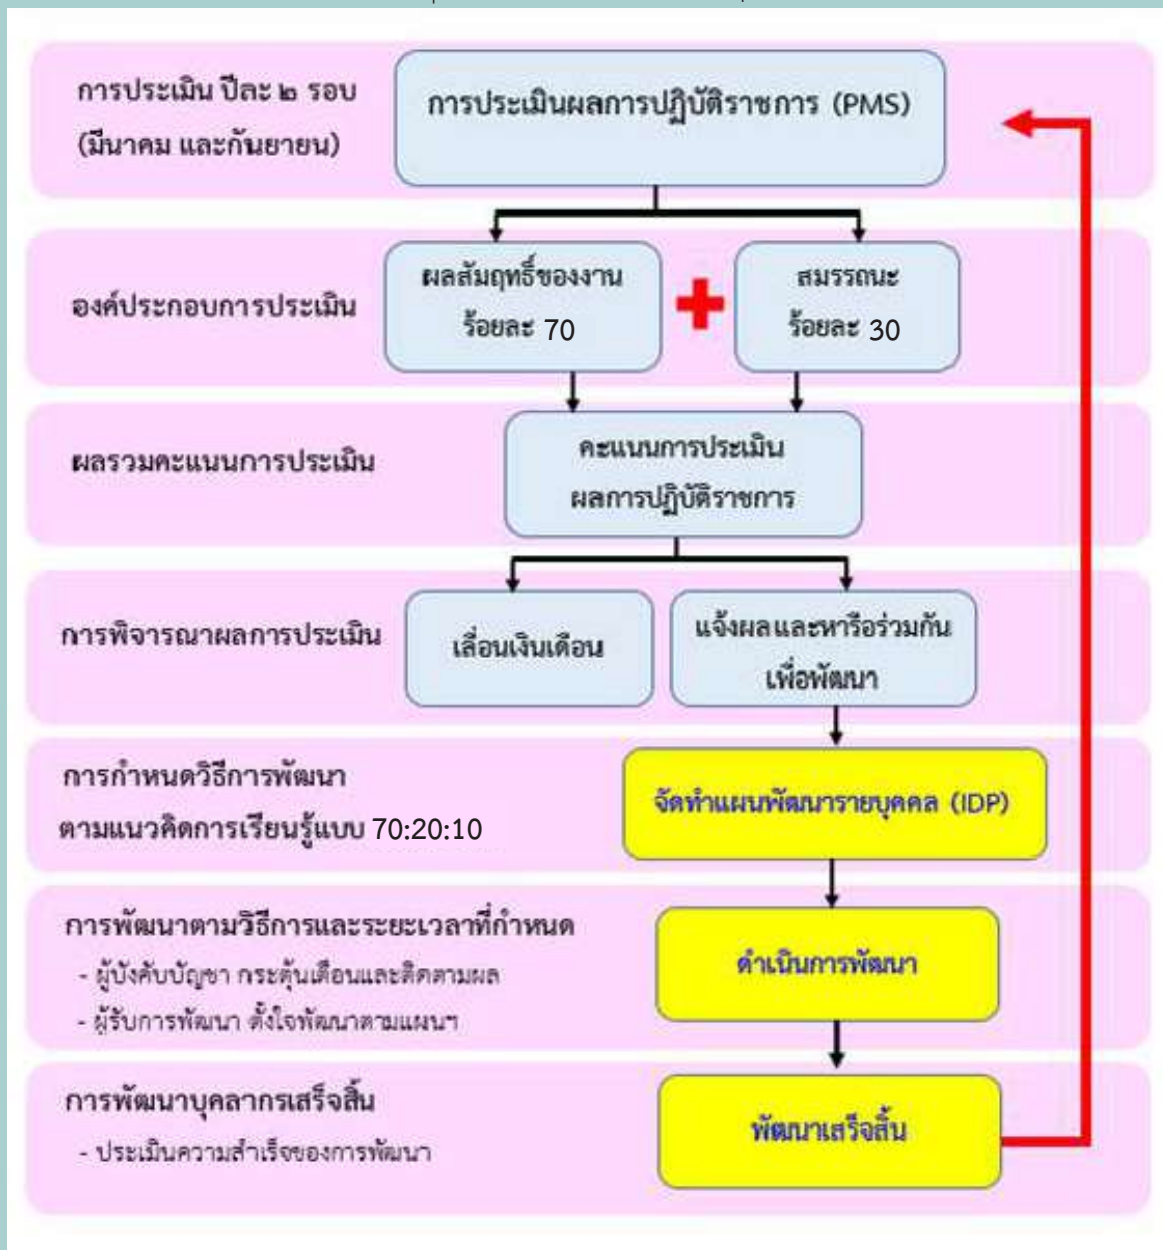 การประเมิน ปีละ ๒ รอบ
(มีนาคม และกันยายน)
การประเมินผลการปฏิบัติราชการ (PMS)
องค์ประกอบการประเมิน
ผลสัมฤทธิ์ของงาน
ร้อยละ 70
สมรรถนะ
ร้อยละ 30
ผลรวมคะแนนการประเมิน
คะแนนการประเมิน
ผลการปฏิบัติราชการ
การพิจารณาผลการประเมิน
เลื่อนเงินเดือน
แจ้งผลและหารือร่วมกัน
เพื่อพัฒนา
การกำหนดวิธีการพัฒนา
ตามแนวคิดการเรียนรู้แบบ 70:20:10
จัดทำแผนพัฒนารายบุคคล (IDP)
การพัฒนาตามวิธีการและระยะเวลาที่กำหนด
- ผู้บังคับบัญชา กระตุ้นเตือนและติดตามผล
- ผู้รับการพัฒนา ตั้งใจพัฒนาตามแผนฯ
ดำเนินการพัฒนา
การพัฒนาบุคลากรเสร็จสิ้น
- ประเมินความสำเร็จของการพัฒนา
พัฒนาเสร็จสิ้น